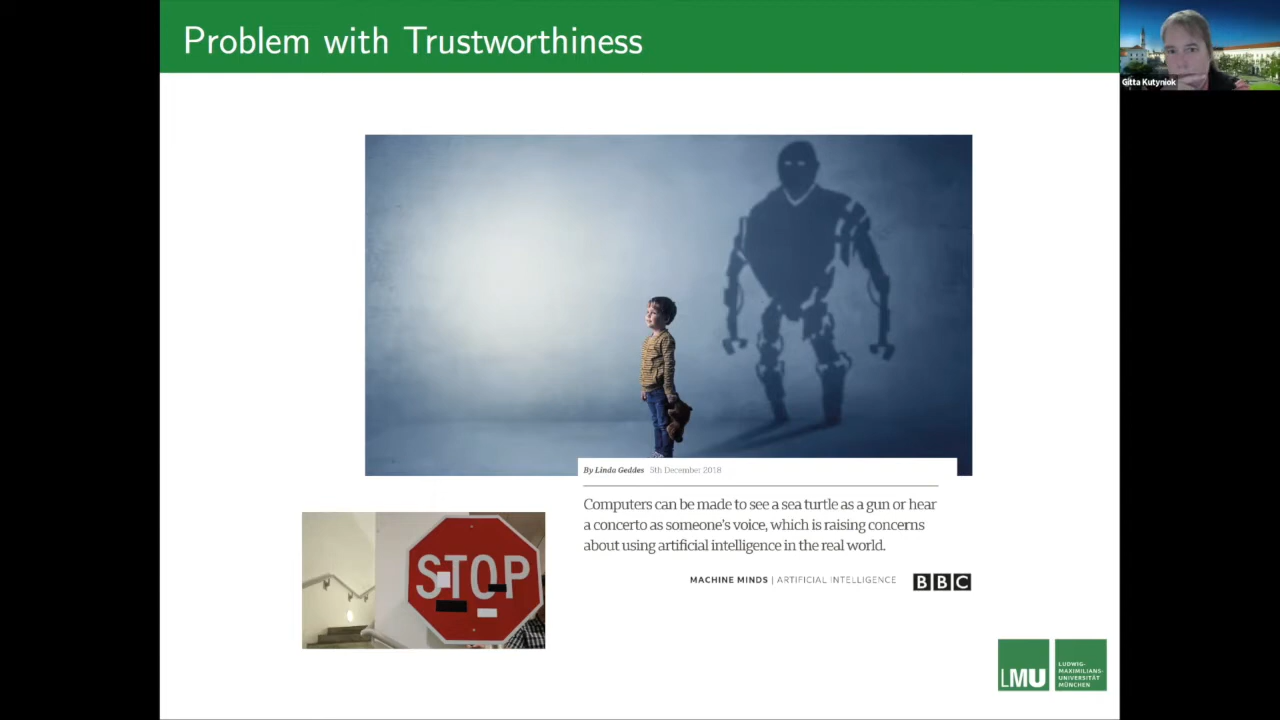 Problem with Trustworthiness
Gitta Kutyniok
By Linda Geddes 5th December 2018
Computers can be made to see a sea turtle as a gun or hear
a concerto as someone's voice, which is raising concerns
about using artificial intelligence in the real world.
MACHINE MINDS | ARTIFICIAL INTELLIGENCE
BBC
STOP
LMU
LUDWIG-
MAXIMILIANS-
UNIVERSITÄT
MÜNCHEN